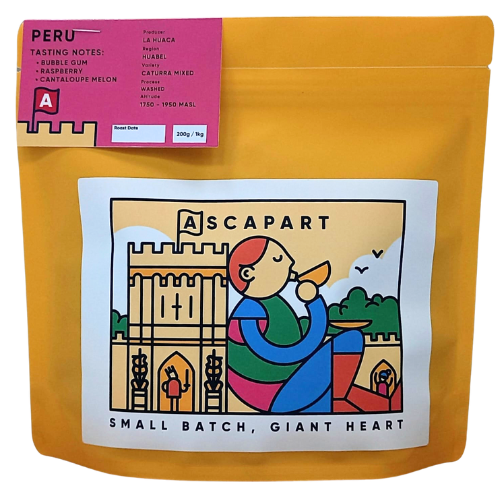 PERU
TASTING NOTES:
• BUBBLE GUM
• RASPBERRY
• CANTALOUPE MELON
Producer
LA HUACA
Region
HUABEL
Variety
CATURRA MIXED
Process
WASHED
Altitude
1750 - 1950 MASL
A
Roast Date
200g / 1kg
ASCAPART
SMALL BATCH, GIANT HEART